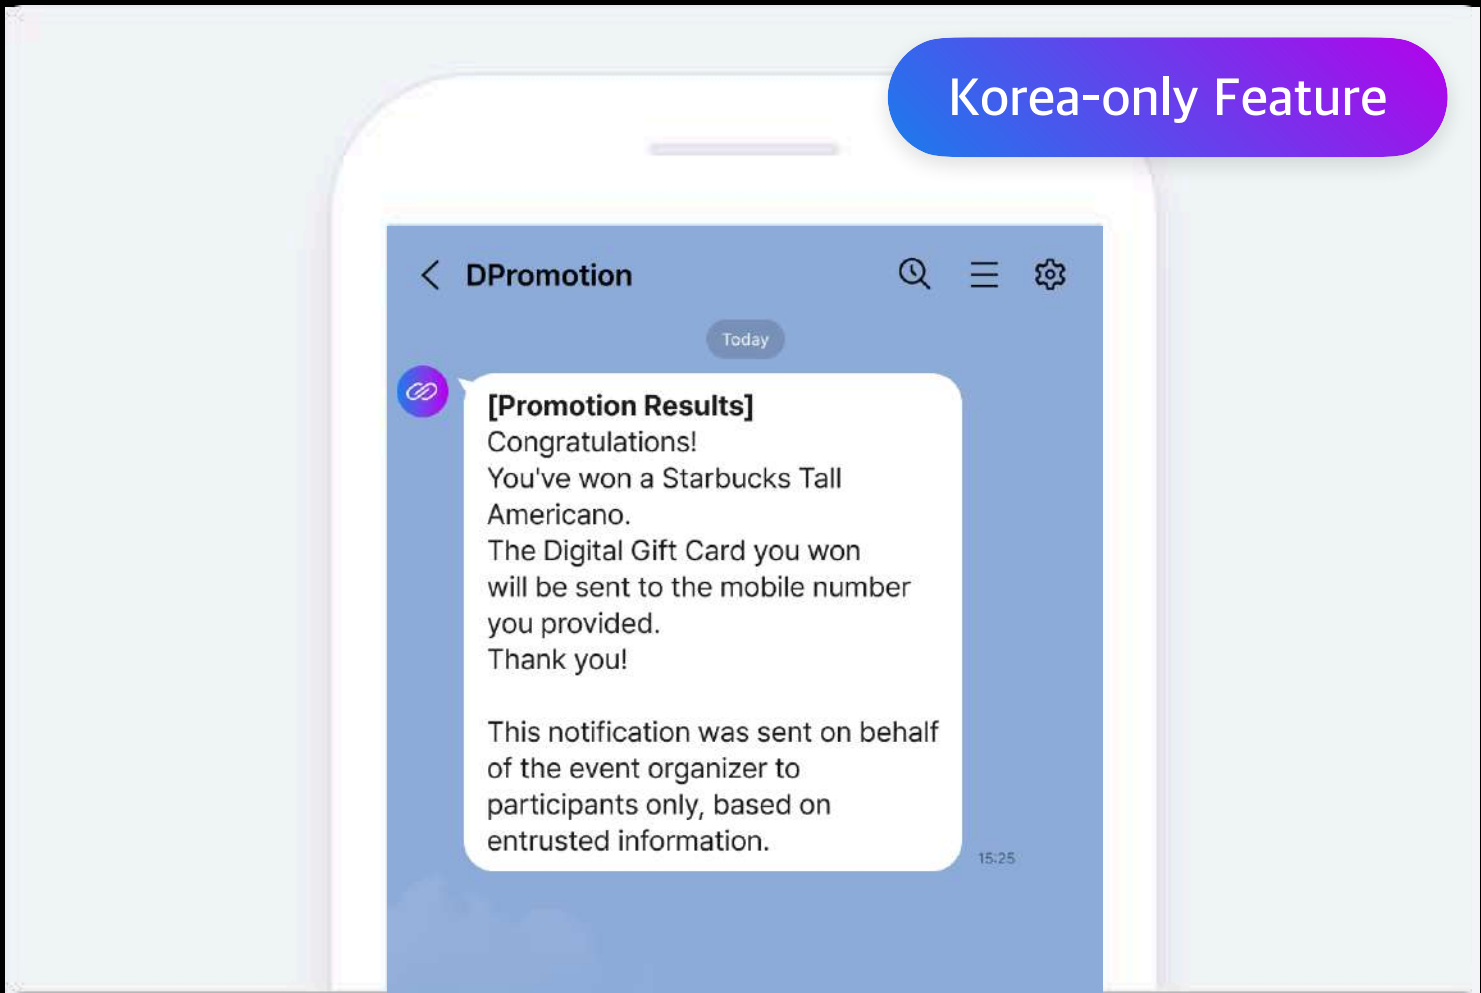 Korea-only Feature
DPromotion
Today
[Promotion Results]
Congratulations!
You've won a Starbucks Tall
Americano.
The Digital Gift Card you won
will be sent to the mobile number
you provided.
Thank you!
This notification was sent on behalf
of the event organizer to
participants only, based on
entrusted information.
15:25